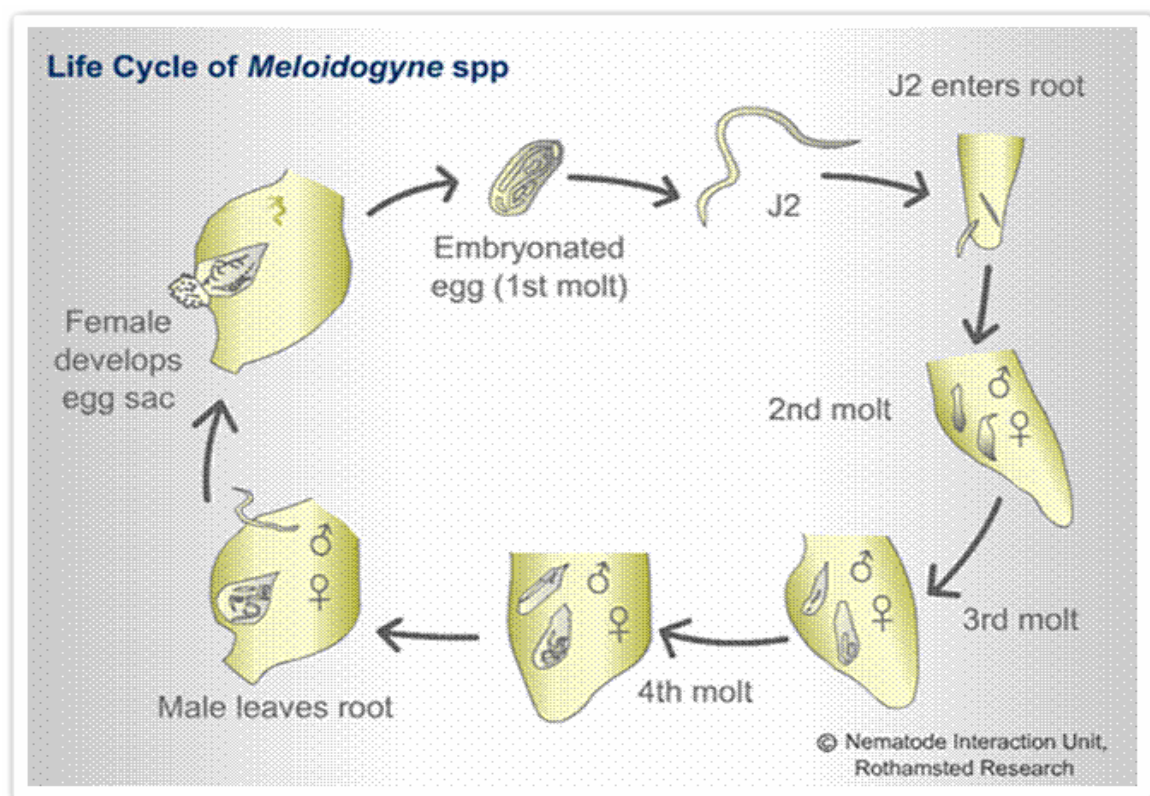 Life Cycle of Meloidogyne spp
J2 enters root
J2
Embryonated
egg (1st molt)
Female
develops
egg sac
2nd molt
3rd molt
4th molt
Male leaves root
© Nematode Interaction Unit,
Rothamsted Research